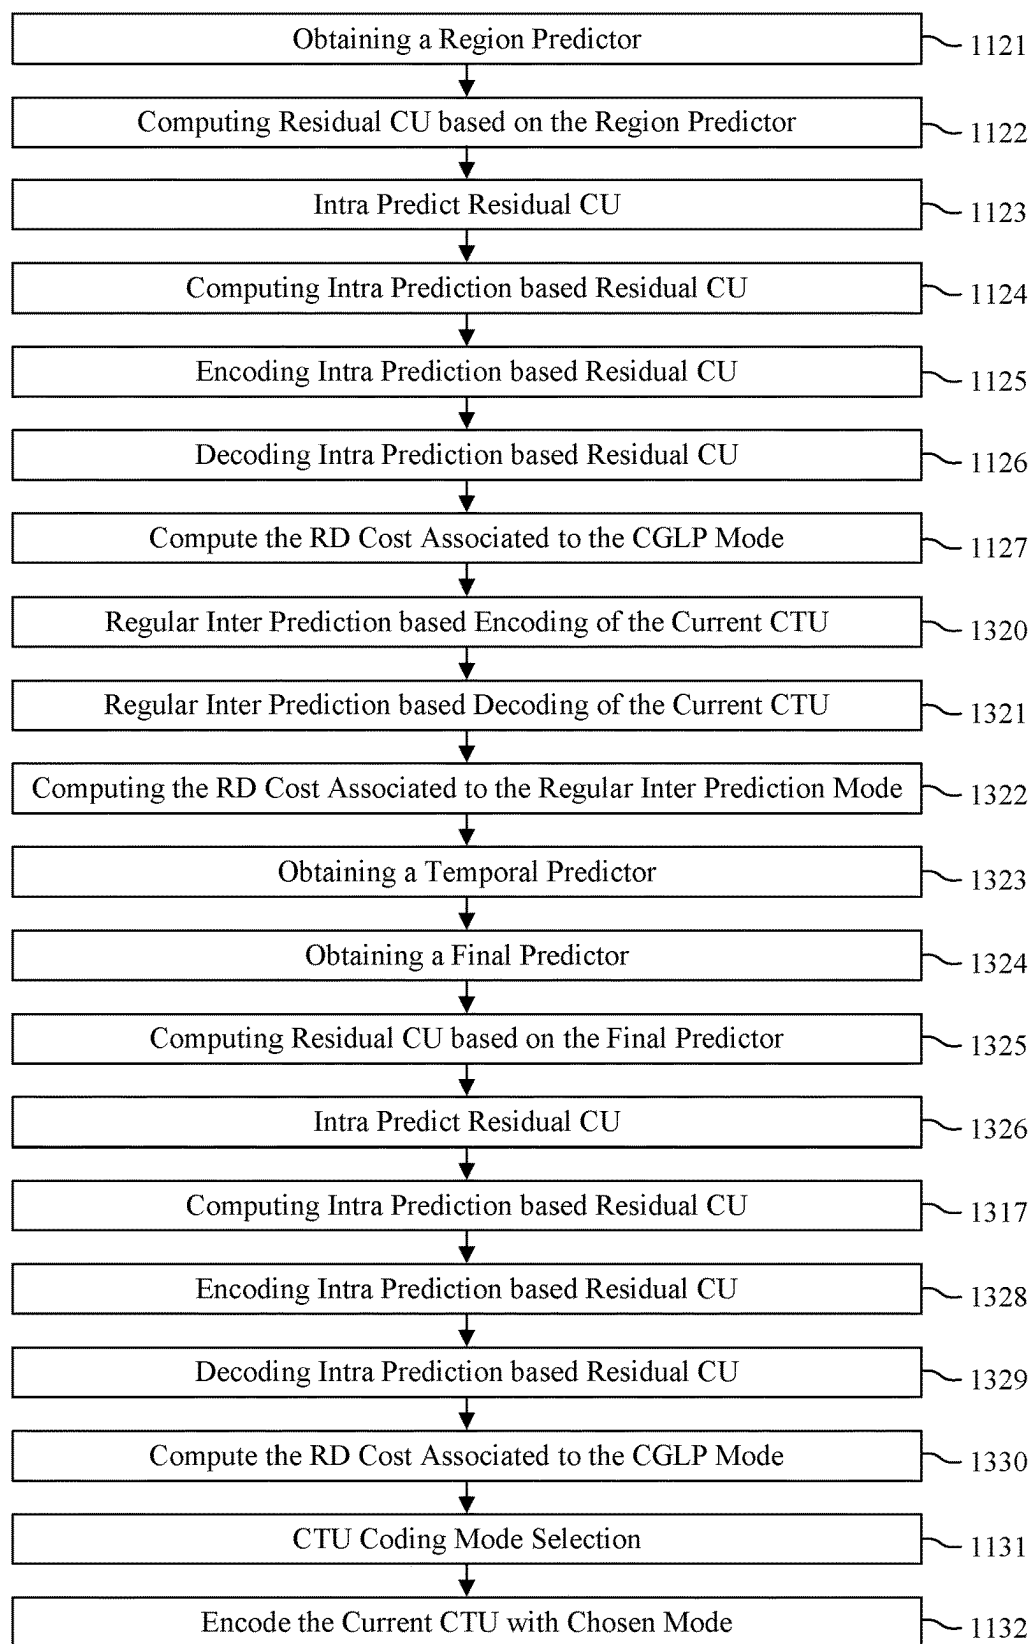 Obtaining a Region Predictor 1121
Computing Residual CU based on the Region Predictor 1122
Intra Predict Residual CU 1123
Computing Intra Prediction based Residual CU 1124
Encoding Intra Prediction based Residual CU 1125
Decoding Intra Prediction based Residual CU 1126
Compute the RD Cost Associated to the CGLP Mode 1127
Regular Inter Prediction based Encoding of the Current CTU 1320
Regular Inter Prediction based Decoding of the Current CTU 1321
Computing the RD Cost Associated to the Regular Inter Prediction Mode 1322
Obtaining a Temporal Predictor 1323
Obtaining a Final Predictor 1324
Computing Residual CU based on the Final Predictor 1325
Intra Predict Residual CU 1326
Computing Intra Prediction based Residual CU 1317
Encoding Intra Prediction based Residual CU 1328
Decoding Intra Prediction based Residual CU 1329
Compute the RD Cost Associated to the CGLP Mode 1330
CTU Coding Mode Selection 1131
Encode the Current CTU with Chosen Mode 1132